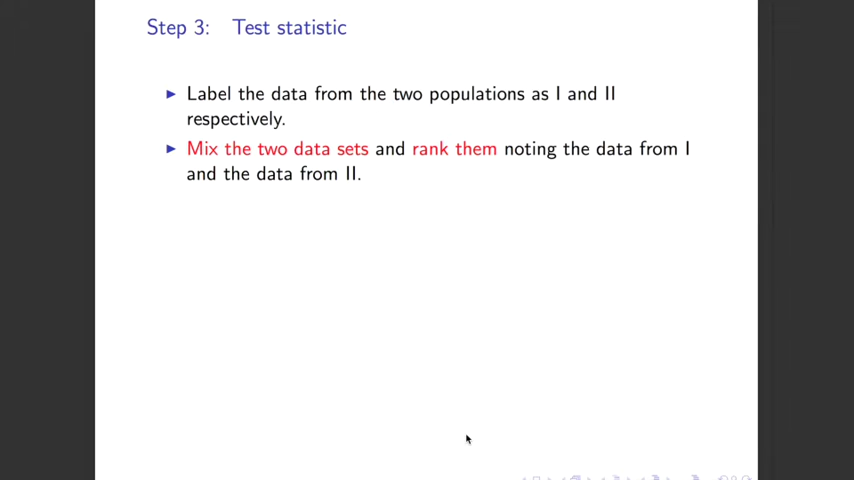 Step 3: Test statistic
Label the data from the two populations as I and II
respectively.
Mix the two data sets and rank them noting the data from I
and the data from II.